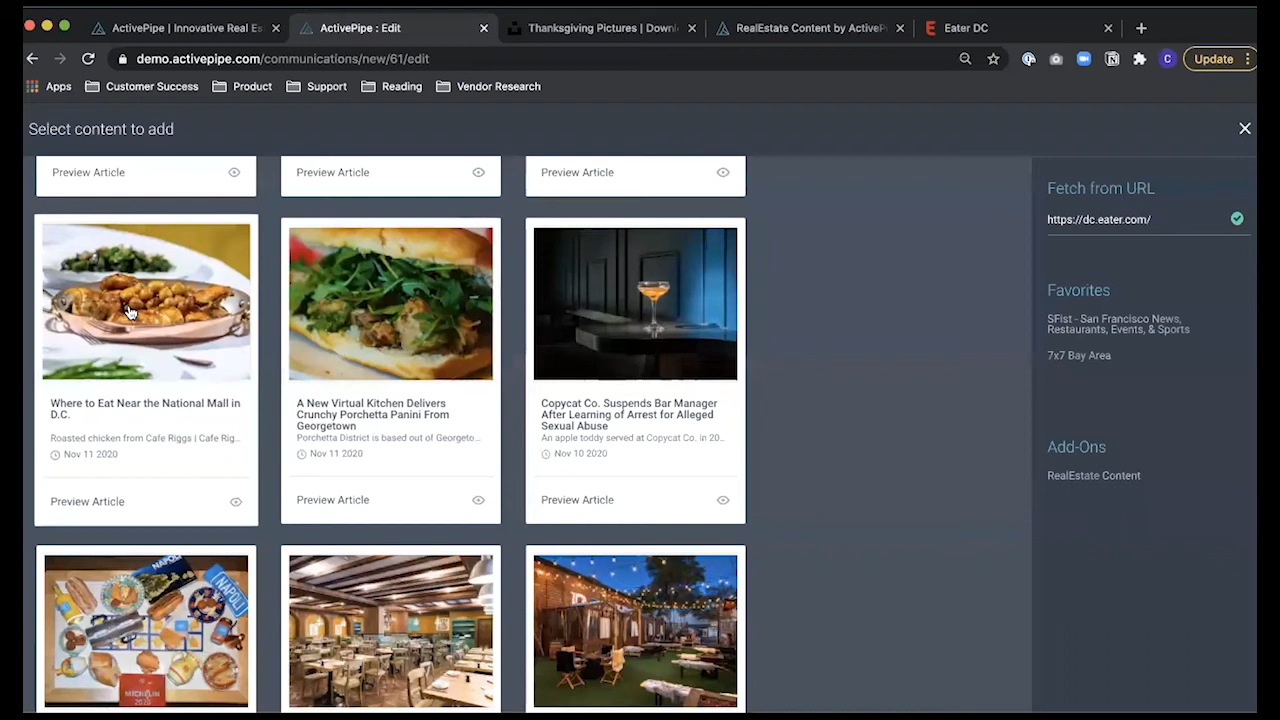 ActivePipe | Innovative Real Es
ActivePipe : Edit
Thanksgiving Pictures | Downl
RealEstate Content by ActiveP
Eater DC
demo.activepipe.com/communications/new/61/edit
C
Update
Apps
Customer Success
Product
Support
Reading
Vendor Research
Select content to add
Preview Article
Preview Article
Preview Article
Where to Eat Near the National Mall in
D.C.
Roasted chicken from Cafe Riggs | Cafe Rig...
Nov 11 2020
Preview Article
A New Virtual Kitchen Delivers
Crunchy Porchetta Panini From
Georgetown
Porchetta District is based out of Georgeto...
Nov 11 2020
Preview Article
Copycat Co. Suspends Bar Manager
After Learning of Arrest for Alleged
Sexual Abuse
An apple toddy served at Copycat Co. in 20...
Nov 10 2020
Preview Article
NAPOLI
NAPOLI
MICHELIN
2020
Fetch from URL
https://dc.eater.com/
Favorites
SFist - San Francisco News,
Restaurants, Events, & Sports
7x7 Bay Area
Add-Ons
RealEstate Content